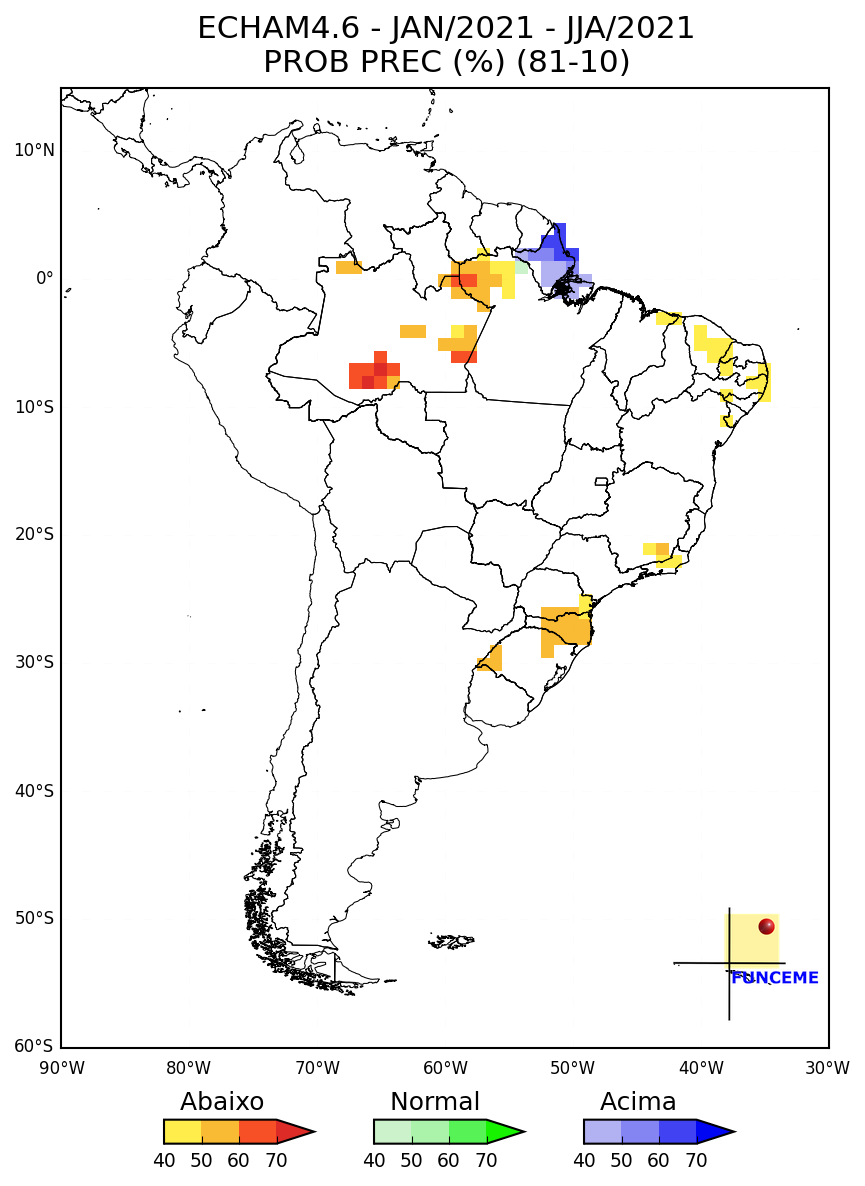 ECHAM4.6 - JAN/2021 - JJA/2021
PROB PREC (%) (81-10)
10°N
0°
10°S
20°S
30°S
40°S
50°S
60°S
90°W 80°W 70°W 60°W 50°W 40°W 30°W
FUNCEME
Abaixo Normal Acima
40 50 60 70 40 50 60 70 40 50 60 70